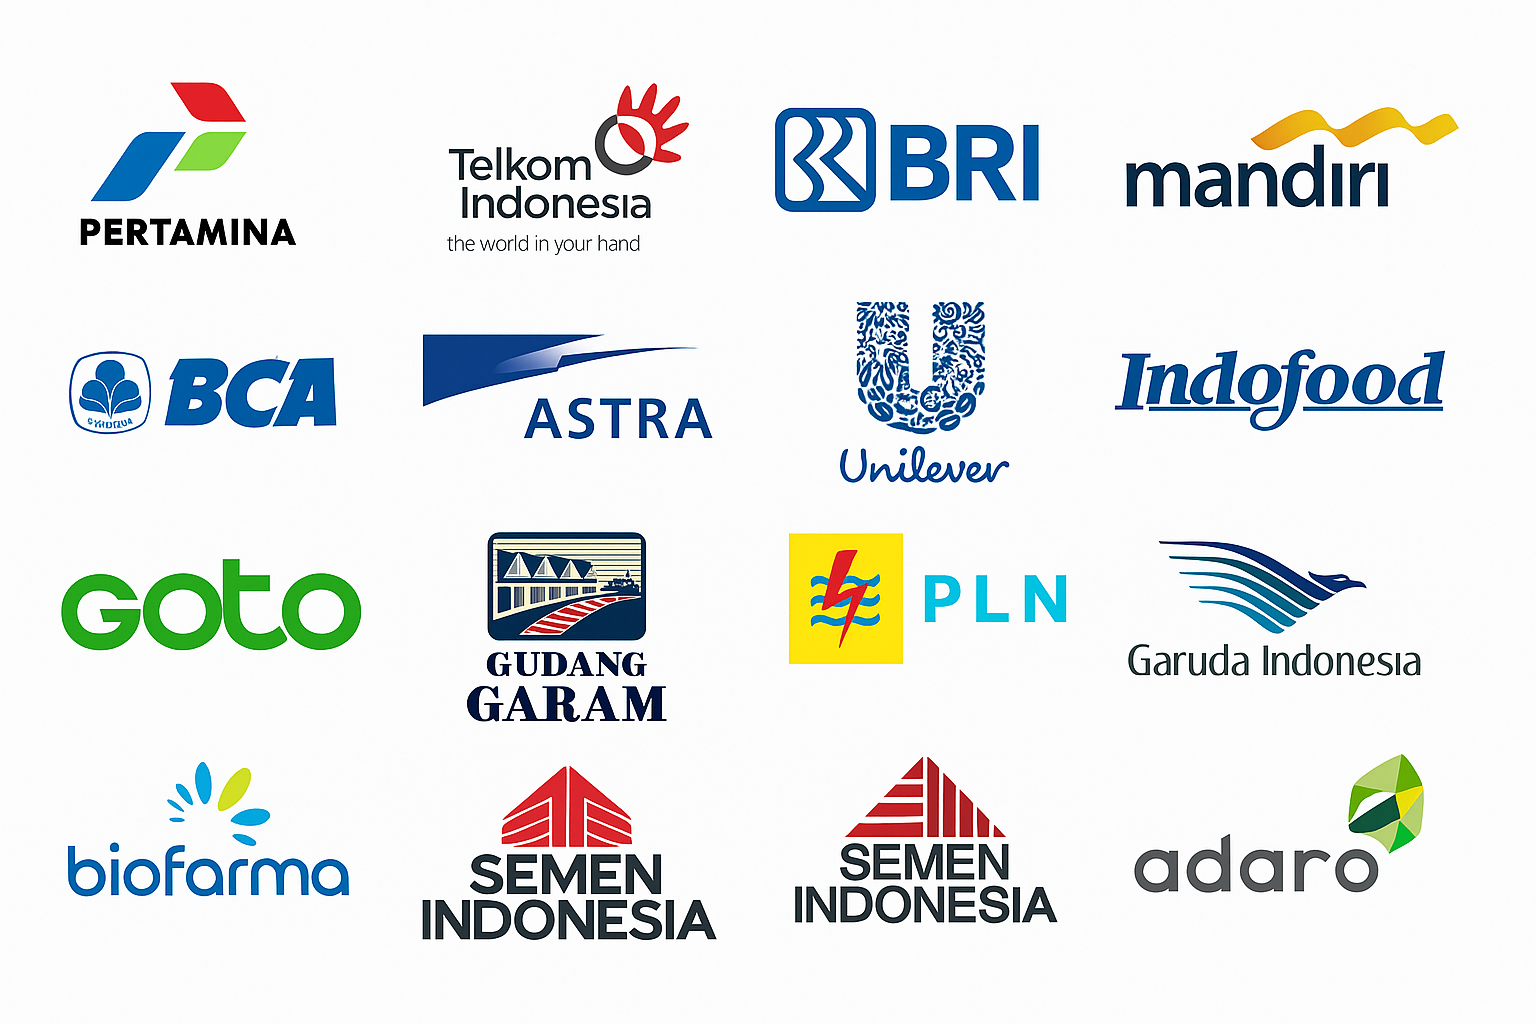 PERTAMINA
Telkom
Indonesia
the world in your hand
BRI
mandiri
BCA
ASTRA
Unilever
Indofood
goto
GUDANG
GARAM
PLN
Garuda Indonesia
biofarma
SEMEN
INDONESIA
SEMEN
INDONESIA
adaro